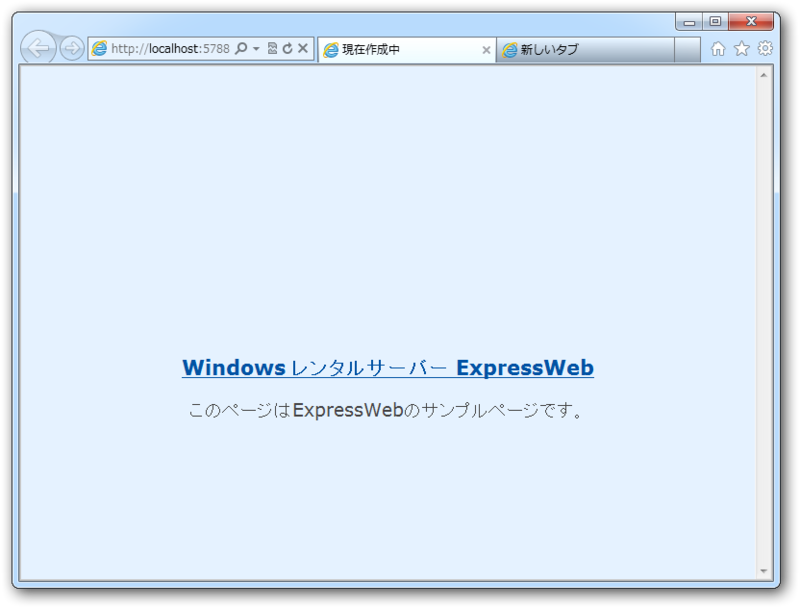 http://localhost:5788
現在作成中
新しいタブ
Windows レンタルサーバー ExpressWeb
このページはExpressWebのサンプルページです。